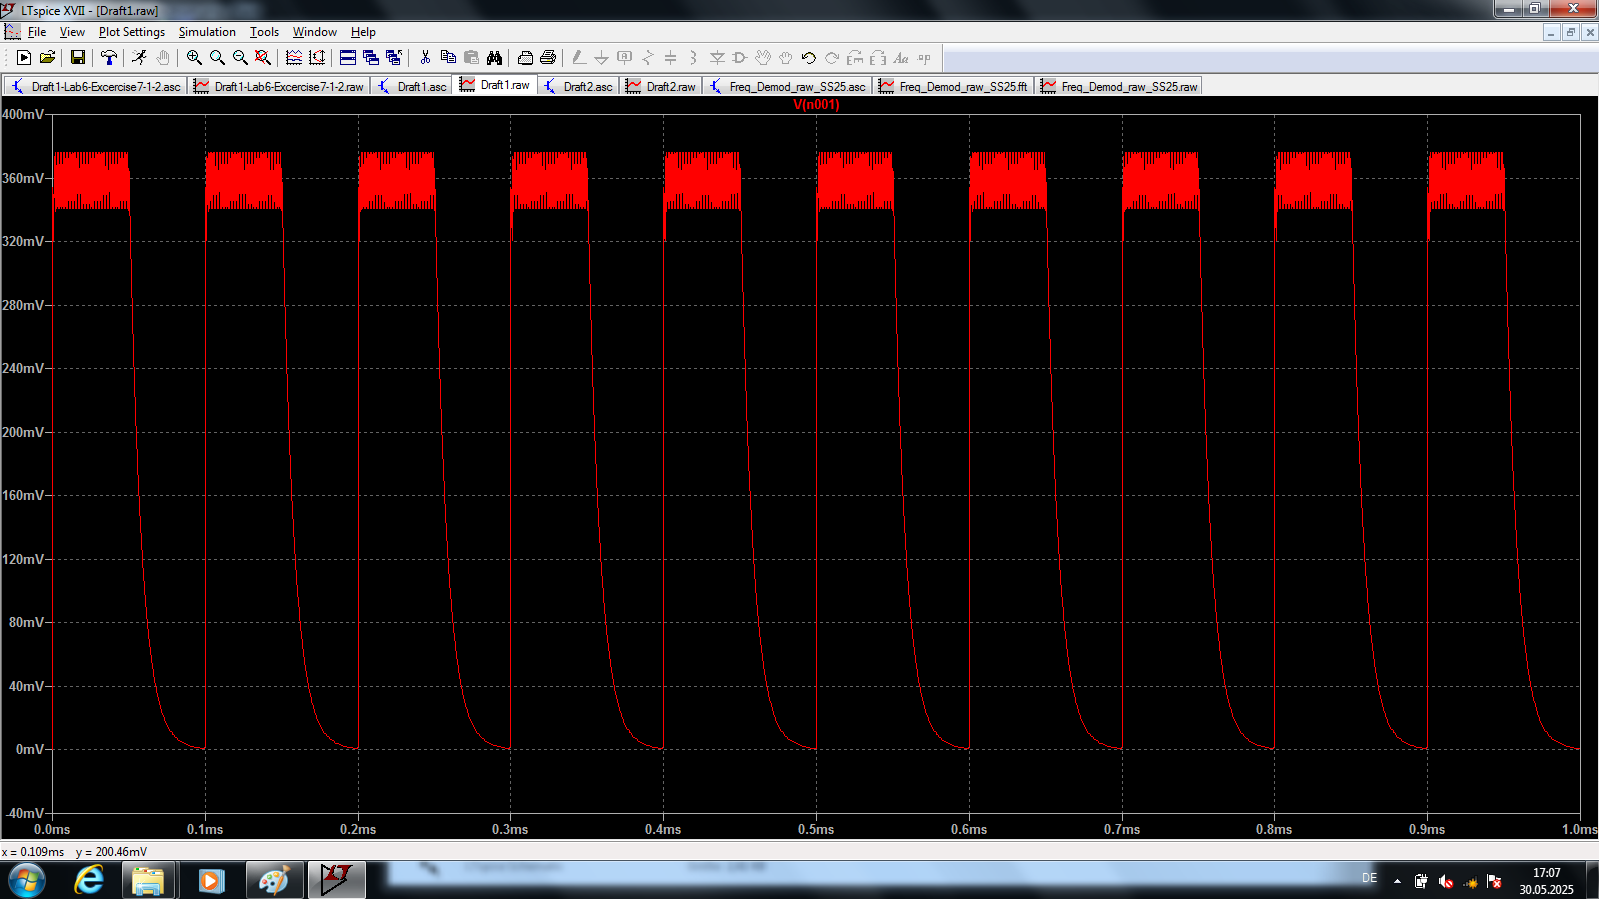 LTspice XVII - [Draft1.raw]
File View Plot Settings Simulation Tools Window Help
Draft1-Lab6-Excercise7-1-2.asc Draft1-Lab6-Excercise7-1-2.raw Draft1.asc Draft1.raw Draft2.asc Draft2.raw Freq_Demod_raw_SS25.asc Freq_Demod_raw_SS25.fft Freq_Demod_raw_SS25.raw
V(n001)
400mV
360mV
320mV
280mV
240mV
200mV
160mV
120mV
80mV
40mV
0mV
-40mV
0.0ms 0.1ms 0.2ms 0.3ms 0.4ms 0.5ms 0.6ms 0.7ms 0.8ms 0.9ms 1.0ms
x = 0.109ms y = 200.46mV
DE
17:07
30.05.2025